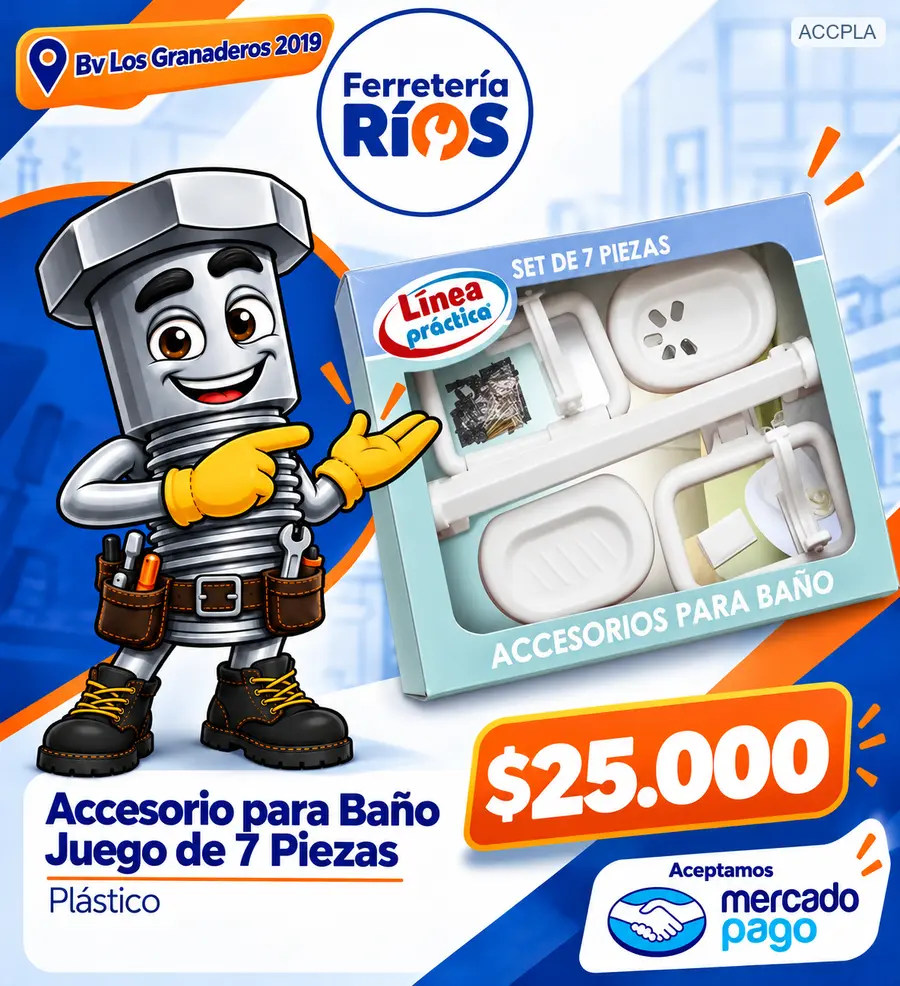 Bv Los Granaderos 2019
Ferretería
RÍOS
ACCPLA
SET DE 7 PIEZAS
Línea
práctica
ACCESORIOS PARA BAÑO
$25.000
Accesorio para Baño
Juego de 7 Piezas
Plástico
Aceptamos
mercado
pago